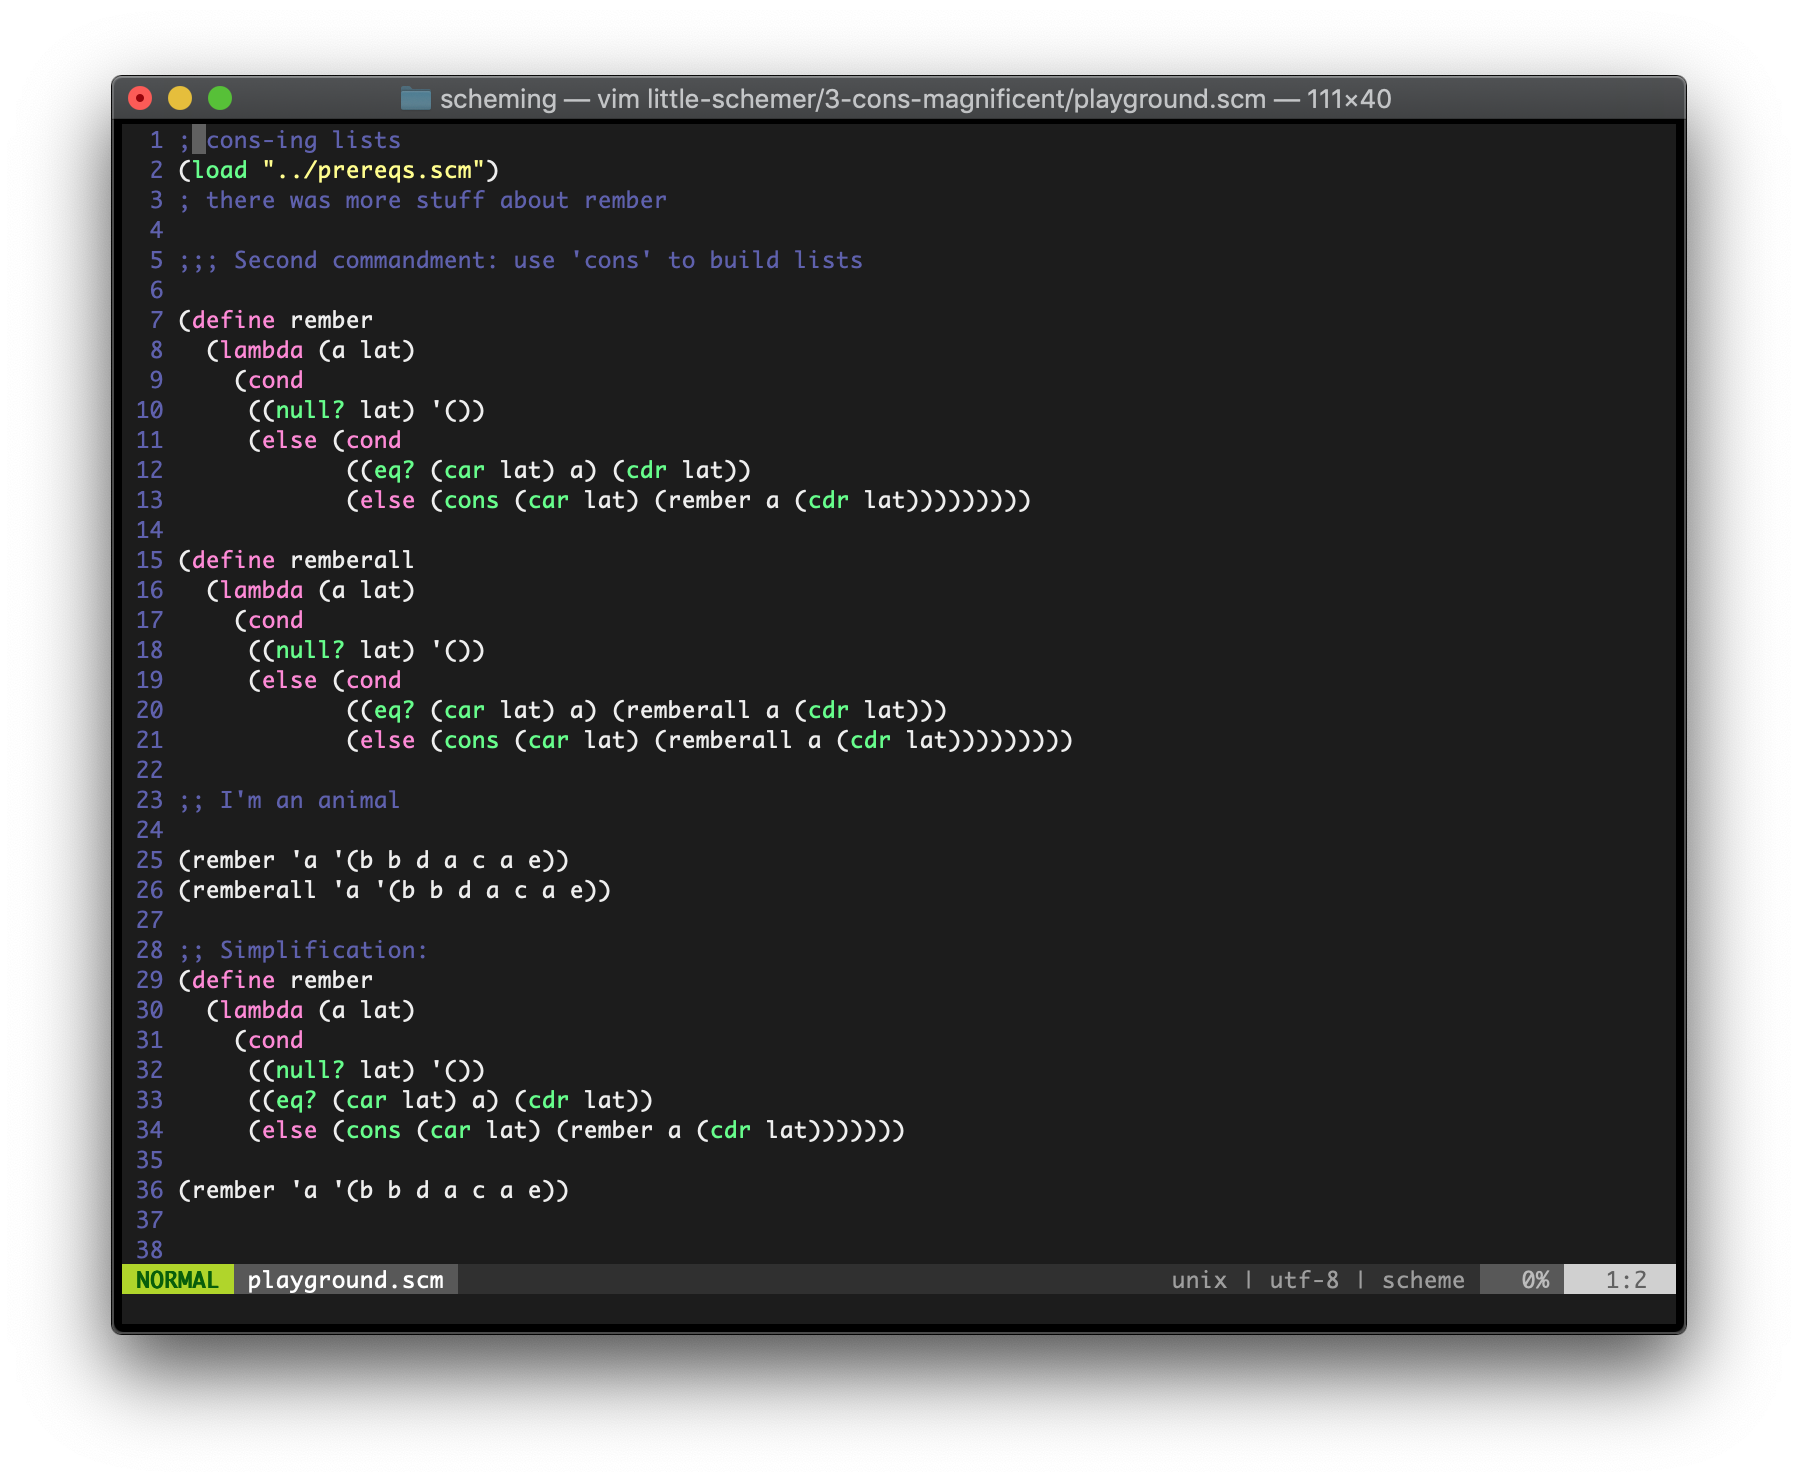 scheming — vim little-schemer/3-cons-magnificent/playground.scm — 111×40
1 ; cons-ing lists
2 (load "../prereqs.scm")
3 ; there was more stuff about rember
4
5 ;;; Second commandment: use 'cons' to build lists
6
7 (define rember
8   (lambda (a lat)
9     (cond
10      ((null? lat) '())
11      (else (cond
12             ((eq? (car lat) a) (cdr lat))
13             (else (cons (car lat) (rember a (cdr lat)))))))))
14
15 (define remberall
16   (lambda (a lat)
17     (cond
18      ((null? lat) '())
19      (else (cond
20             ((eq? (car lat) a) (remberall a (cdr lat)))
21             (else (cons (car lat) (remberall a (cdr lat)))))))))
22
23 ;; I'm an animal
24
25 (rember 'a '(b b d a c a e))
26 (remberall 'a '(b b d a c a e))
27
28 ;; Simplification:
29 (define rember
30   (lambda (a lat)
31     (cond
32      ((null? lat) '())
33      ((eq? (car lat) a) (cdr lat))
34      (else (cons (car lat) (rember a (cdr lat)))))))
35
36 (rember 'a '(b b d a c a e))
37
38
NORMAL playground.scm unix | utf-8 | scheme 0% 1:2